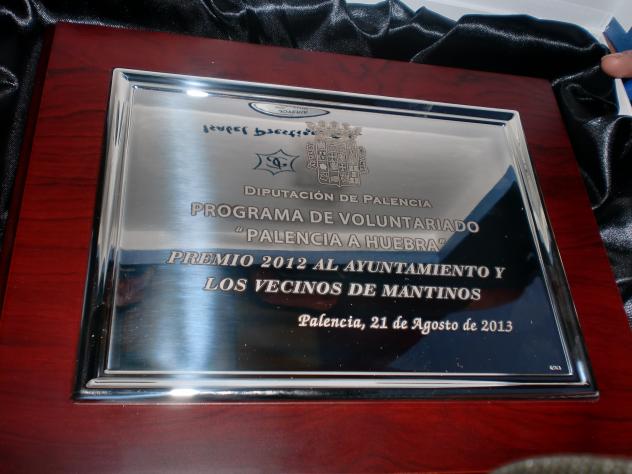 DIPUTACIÓN DE PALENCIA
PROGRAMA DE VOLUNTARIADO
"PALENCIA A HUEBRA"
PREMIO 2012 AL AYUNTAMIENTO Y
LOS VECINOS DE MANTINOS
Palencia, 21 de Agosto de 2013